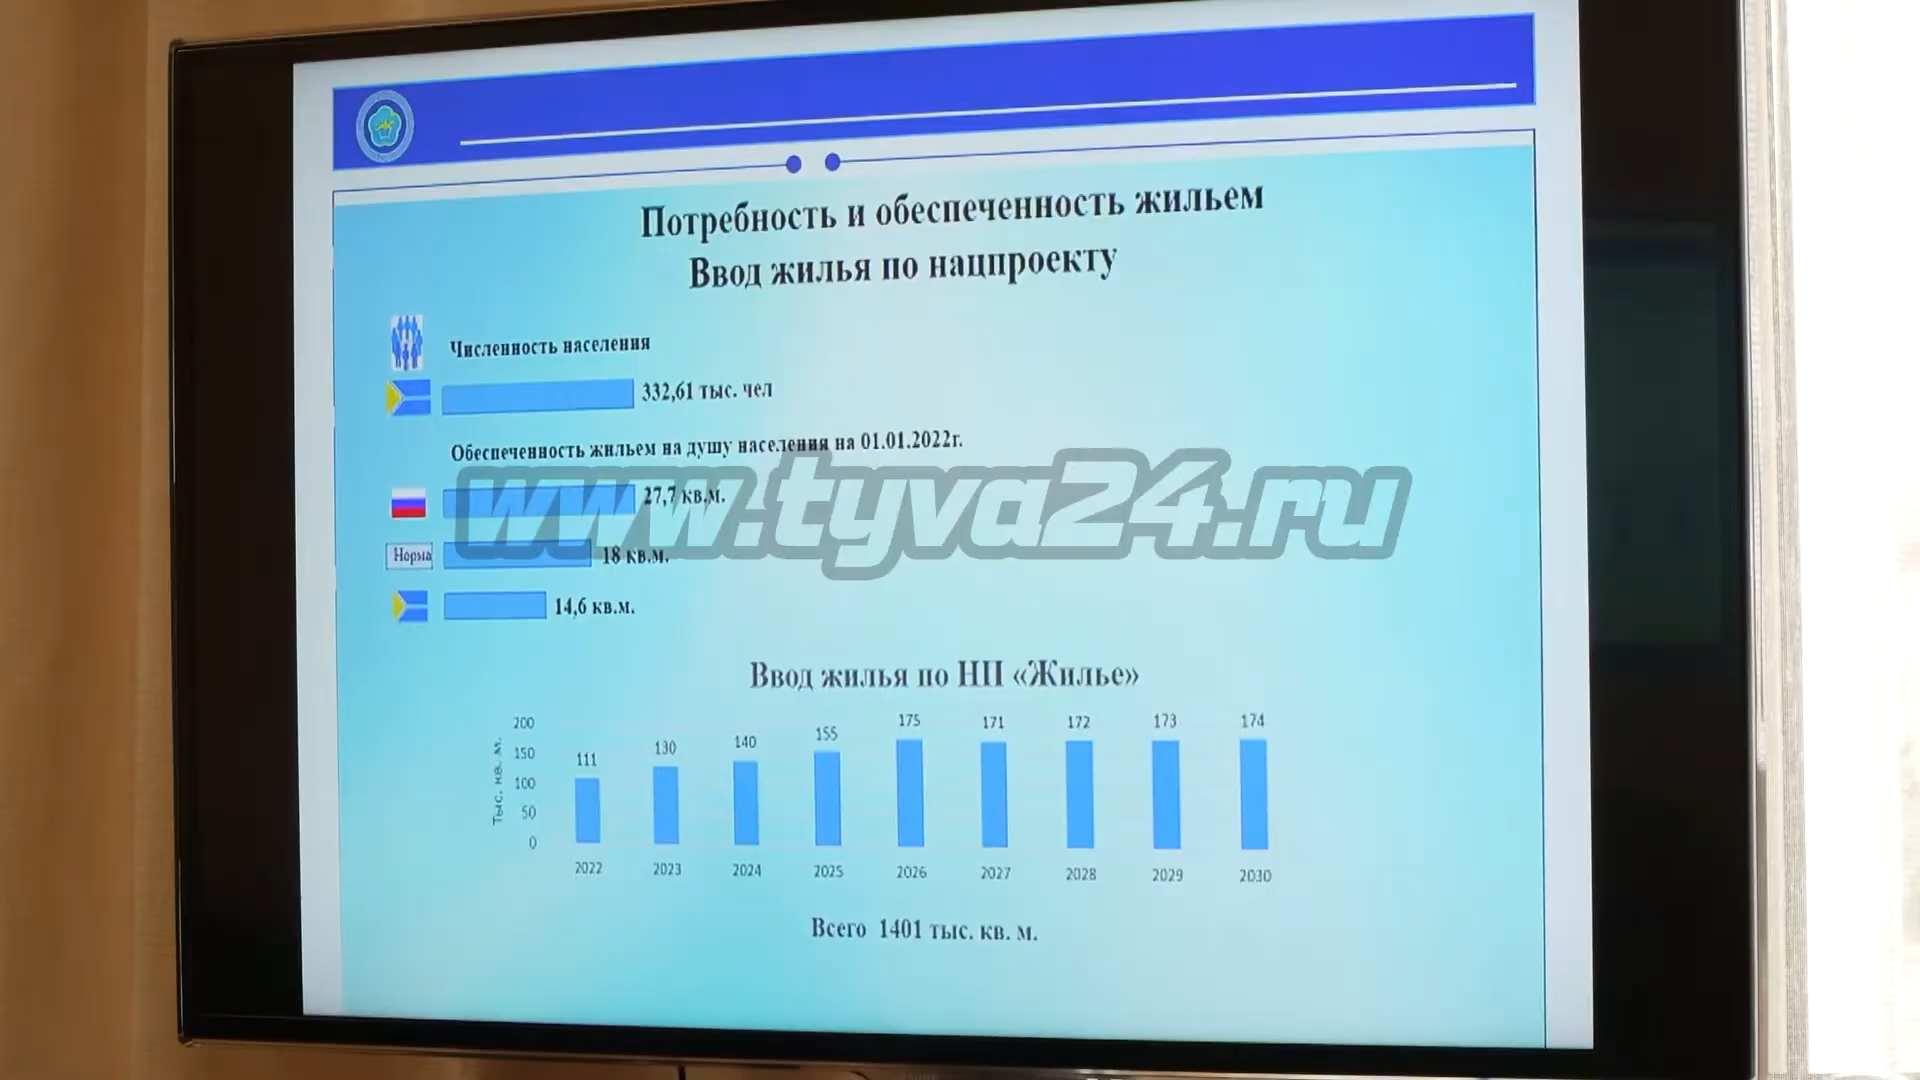 Потребность и обеспеченность жильем
Ввод жилья по нацпроекту
Численность населения
332,61 тыс. чел
Обеспеченность жильем на душу населения на 01.01.2022г.
27,7 кв.м.
Норма
18 кв.м.
14,6 кв.м.
www.tyva24.ru
Ввод жилья по НП «Жилье»
Тыс. кв. м.
200
150
100
50
0
111
130
140
155
175
171
172
173
174
2022
2023
2024
2025
2026
2027
2028
2029
2030
Всего 1401 тыс. кв. м.